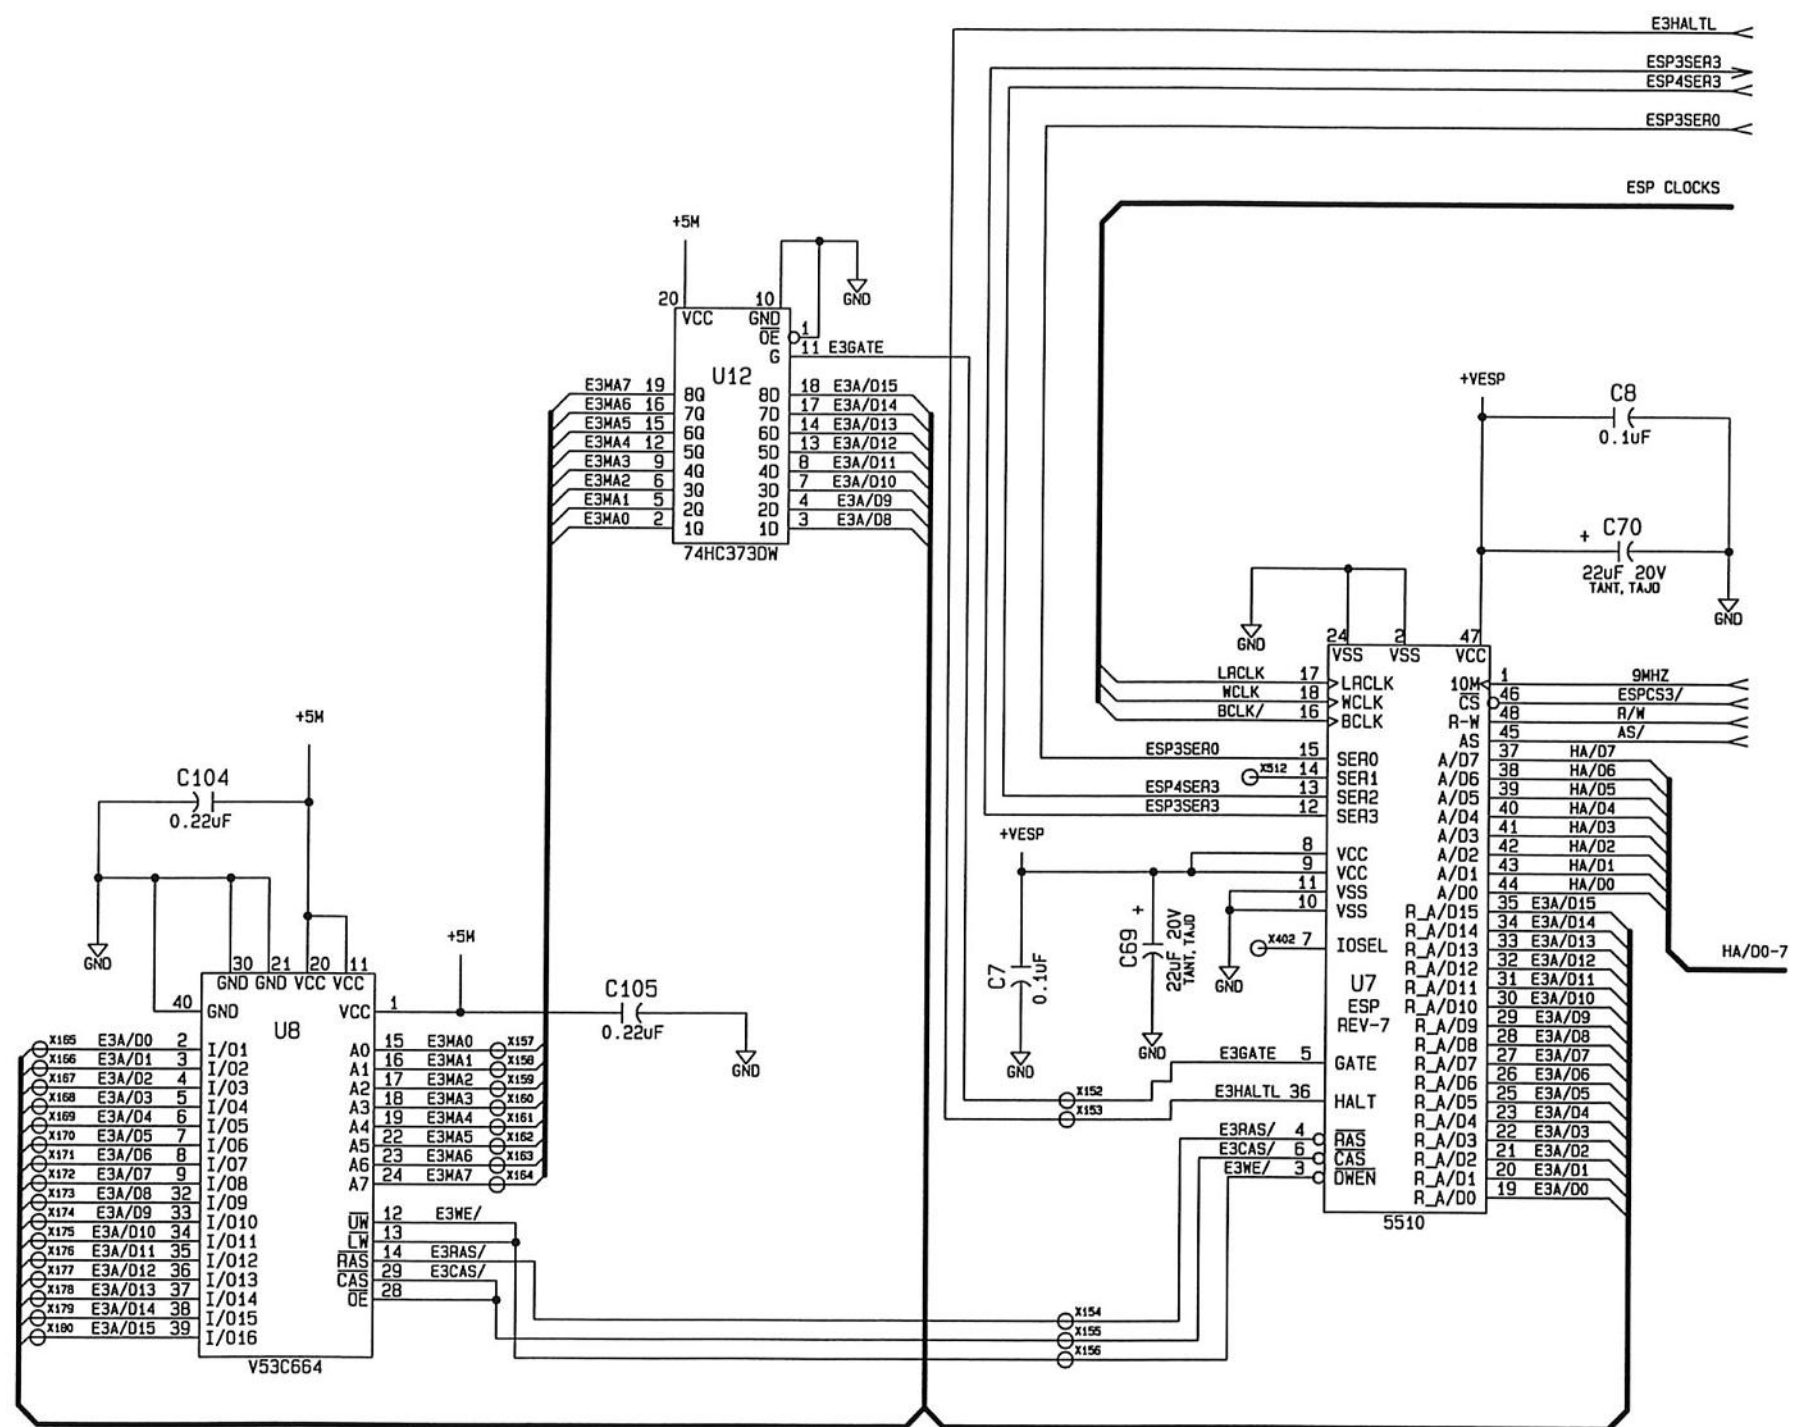 E3HALTL
ESP3SER3
ESP4SER3
ESP3SER0
ESP CLOCKS
+5M
GND
20 10
VCC GND
OE 1
G 11 E3GATE
U12
E3MA7 19 8Q 8D 18 E3A/D15
E3MA6 16 7Q 7D 17 E3A/D14
E3MA5 15 6Q 6D 14 E3A/D13
E3MA4 12 5Q 5D 13 E3A/D12
E3MA3 9 4Q 4D 8 E3A/D11
E3MA2 6 3Q 3D 7 E3A/D10
E3MA1 5 2Q 2D 4 E3A/D9
E3MA0 2 1Q 1D 3 E3A/D8
74HC373DW
+VESP
C8
0.1uF
+ C70
22uF 20V
TANT, TAJD
GND
GND
24 2 47
VSS VSS VCC
LRCLK 17 LRCLK 10M 1 9MHZ
WCLK 18 WCLK CS 46 ESPCS3/
BCLK/ 16 BCLK R-W 48 R/W
AS 45 AS/
ESP3SER0 15 SER0 A/D7 37 HA/D7
X512 14 SER1 A/D6 38 HA/D6
ESP4SER3 13 SER2 A/D5 39 HA/D5
ESP3SER3 12 SER3 A/D4 40 HA/D4
A/D3 41 HA/D3
+VESP 8 VCC A/D2 42 HA/D2
9 VCC A/D1 43 HA/D1
11 VSS A/D0 44 HA/D0
10 VSS R_A/D15 35 E3A/D15
R_A/D14 34 E3A/D14
X402 7 IOSEL R_A/D13 33 E3A/D13
R_A/D12 32 E3A/D12
U7 R_A/D11 31 E3A/D11
ESP R_A/D10 30 E3A/D10
REV-7 R_A/D9 29 E3A/D9
R_A/D8 28 E3A/D8
E3GATE 5 GATE R_A/D7 27 E3A/D7
R_A/D6 26 E3A/D6
E3HALTL 36 HALT R_A/D5 25 E3A/D5
R_A/D4 23 E3A/D4
E3RAS/ 4 RAS R_A/D3 22 E3A/D3
E3CAS/ 6 CAS R_A/D2 21 E3A/D2
E3WE/ 3 DWEN R_A/D1 20 E3A/D1
R_A/D0 19 E3A/D0
5510
HA/D0-7
C7
0.1uF
GND
+
C69
22uF 20V
TANT, TAJD
GND
GND
X152
X153
X154
X155
X156
+5M
C104
0.22uF
GND
+5M
C105
0.22uF
GND
30 21 20 11
GND GND VCC VCC
40 GND VCC 1
U8
X165 E3A/D0 2 I/O1 A0 15 E3MA0 X157
X166 E3A/D1 3 I/O2 A1 16 E3MA1 X158
X167 E3A/D2 4 I/O3 A2 17 E3MA2 X159
X168 E3A/D3 5 I/O4 A3 18 E3MA3 X160
X169 E3A/D4 6 I/O5 A4 19 E3MA4 X161
X170 E3A/D5 7 I/O6 A5 22 E3MA5 X162
X171 E3A/D6 8 I/O7 A6 23 E3MA6 X163
X172 E3A/D7 9 I/O8 A7 24 E3MA7 X164
X173 E3A/D8 32 I/O9
X174 E3A/D9 33 I/O10 UW 12 E3WE/
X175 E3A/D10 34 I/O11 LW 13
X176 E3A/D11 35 I/O12 RAS 14 E3RAS/
X177 E3A/D12 36 I/O13 CAS 29 E3CAS/
X178 E3A/D13 37 I/O14 OE 28
X179 E3A/D14 38 I/O15
X180 E3A/D15 39 I/O16
V53C664